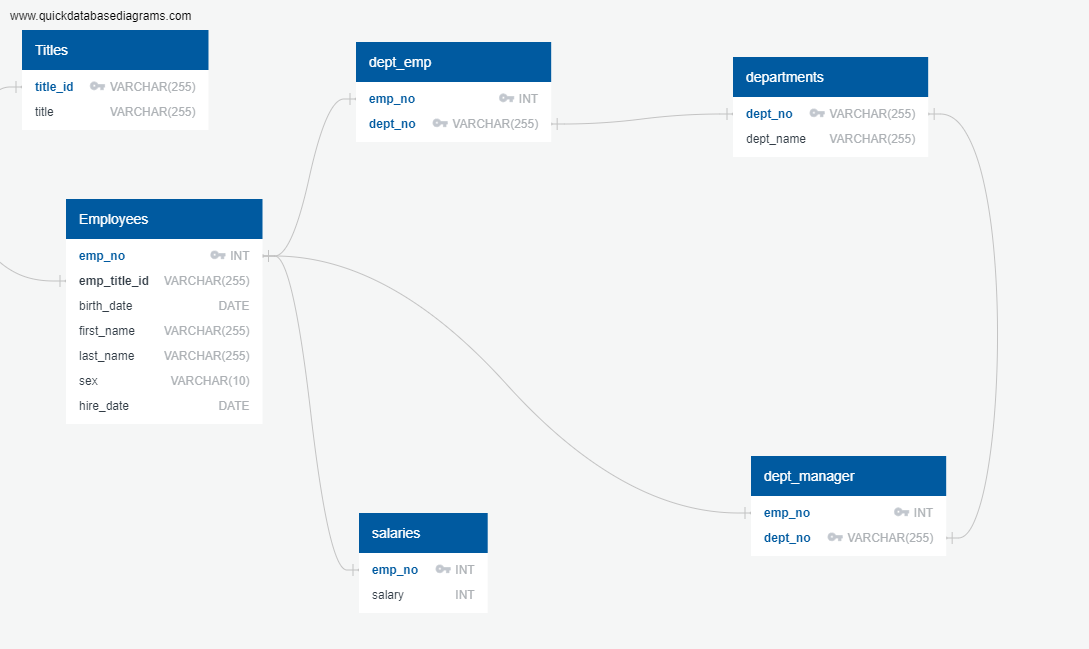 www.quickdatabasediagrams.com
Titles
title_id VARCHAR(255)
title VARCHAR(255)
dept_emp
emp_no INT
dept_no VARCHAR(255)
departments
dept_no VARCHAR(255)
dept_name VARCHAR(255)
Employees
emp_no INT
emp_title_id VARCHAR(255)
birth_date DATE
first_name VARCHAR(255)
last_name VARCHAR(255)
sex VARCHAR(10)
hire_date DATE
dept_manager
emp_no INT
dept_no VARCHAR(255)
salaries
emp_no INT
salary INT